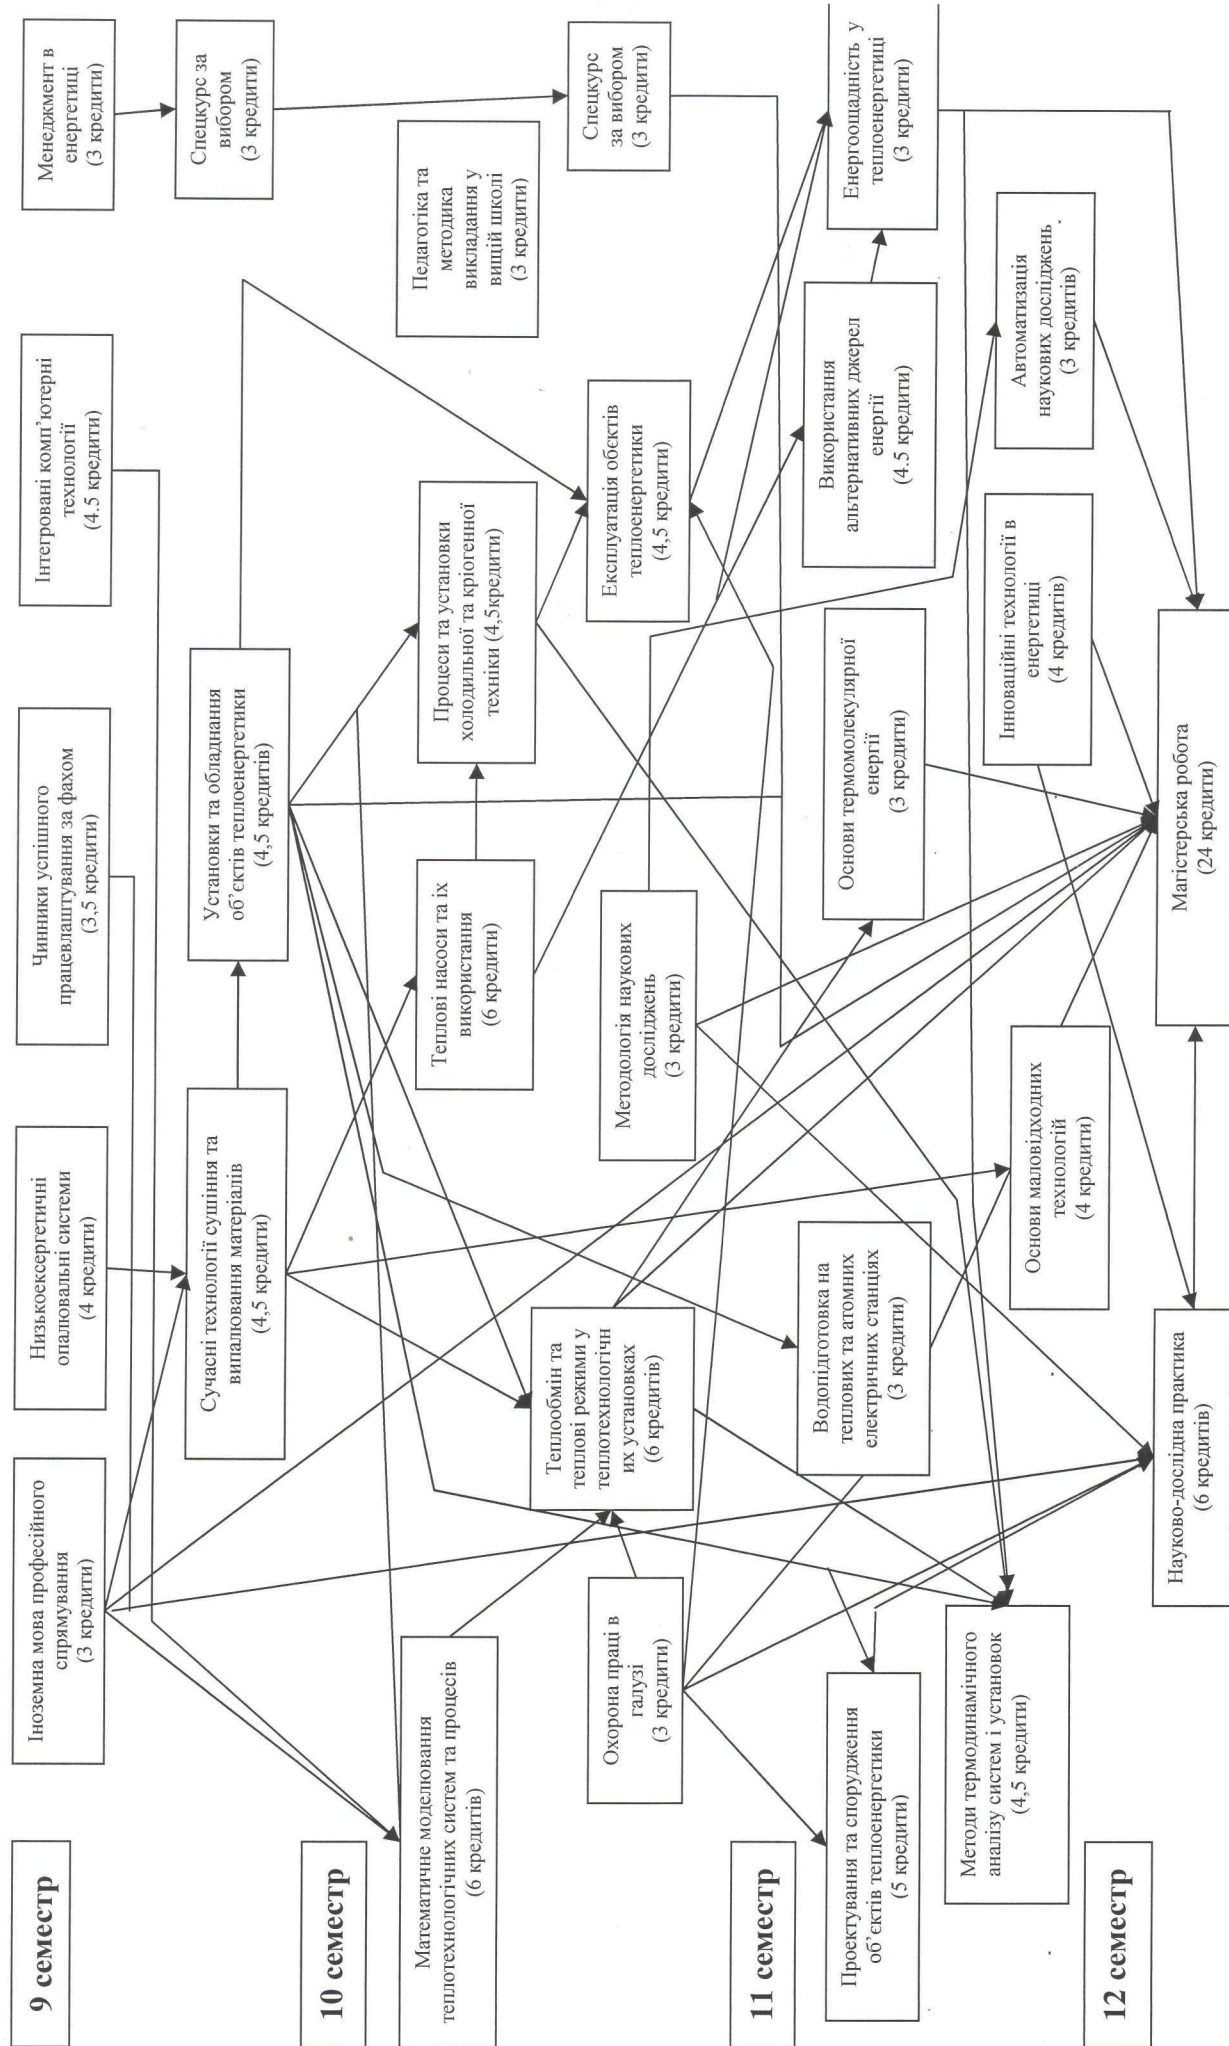 9 семестр
Іноземна мова професійного
спрямування
(3 кредити)
Низькоексергетичні
опалювальні системи
(4 кредити)
Чинники успішного
працевлаштування за фахом
(3,5 кредити)
Інтегровані комп’ютерні
технології
(4.5 кредити)
Менеджмент в
енергетиці
(3 кредити)
Сучасні технології сушіння та
випалювання матеріалів
(4,5 кредити)
Установки та обладнання
об’єктів теплоенергетики
(4,5 кредитів)
Спецкурс за
вибором
(3 кредити)
10 семестр
Математичне моделювання
теплотехнологічних систем та процесів
(6 кредитів)
Теплові насоси та їх
використання
(6 кредити)
Процеси та установки
холодильної та кріогенної
техніки (4,5кредити)
Педагогіка та
методика
викладання у
вищій школі
(3 кредити)
Теплообмін та
теплові режими у
теплотехнологічн
их установках
(6 кредитів)
Охорона праці в
галузі
(3 кредити)
Методологія наукових
досліджень
(3 кредити)
Експлуатація обєктів
теплоенергетики
(4,5 кредити)
Спецкурс
за вибором
(3 кредити)
11 семестр
Проектування та спорудження
об’єктів теплоенергетики
(5 кредити)
Водопідготовка на
теплових та атомних
електричних станціях
(3 кредити)
Основи термомолекулярної
енергії
(3 кредити)
Використання
альтернативних джерел
енергії
(4.5 кредити)
Енергоощадність у
теплоенергетиці
(3 кредити)
Методи термодинамічного
аналізу систем і установок
(4,5 кредити)
Основи маловідходних
технологій
(4 кредити)
Інноваційні технології в
енергетиці
(4 кредитів)
Автоматизація
наукових досліджень
(3 кредитів)
12 семестр
Науково-дослідна практика
(6 кредитів)
Магістерська робота
(24 кредити)